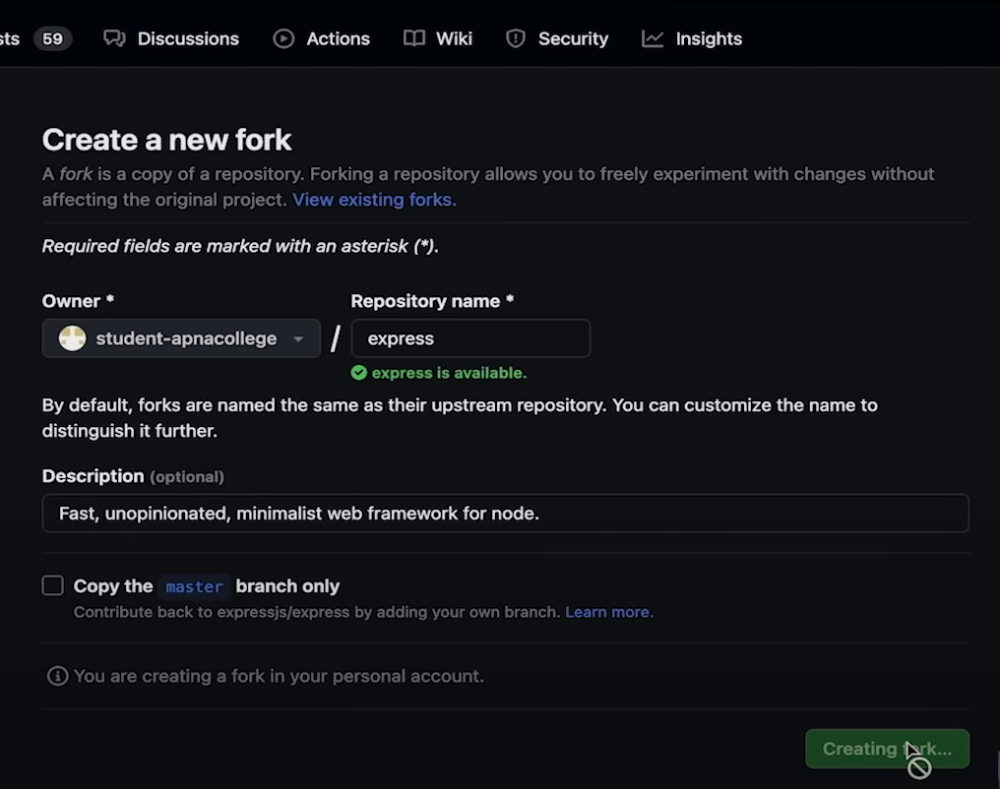 sts 59 Discussions Actions Wiki Security Insights
Create a new fork
A fork is a copy of a repository. Forking a repository allows you to freely experiment with changes without
affecting the original project. View existing forks.
Required fields are marked with an asterisk (*).
Owner * Repository name *
student-apnacollege / express
express is available.
By default, forks are named the same as their upstream repository. You can customize the name to
distinguish it further.
Description (optional)
Fast, unopinionated, minimalist web framework for node.
Copy the master branch only
Contribute back to expressjs/express by adding your own branch. Learn more.
You are creating a fork in your personal account.
Creating fork...